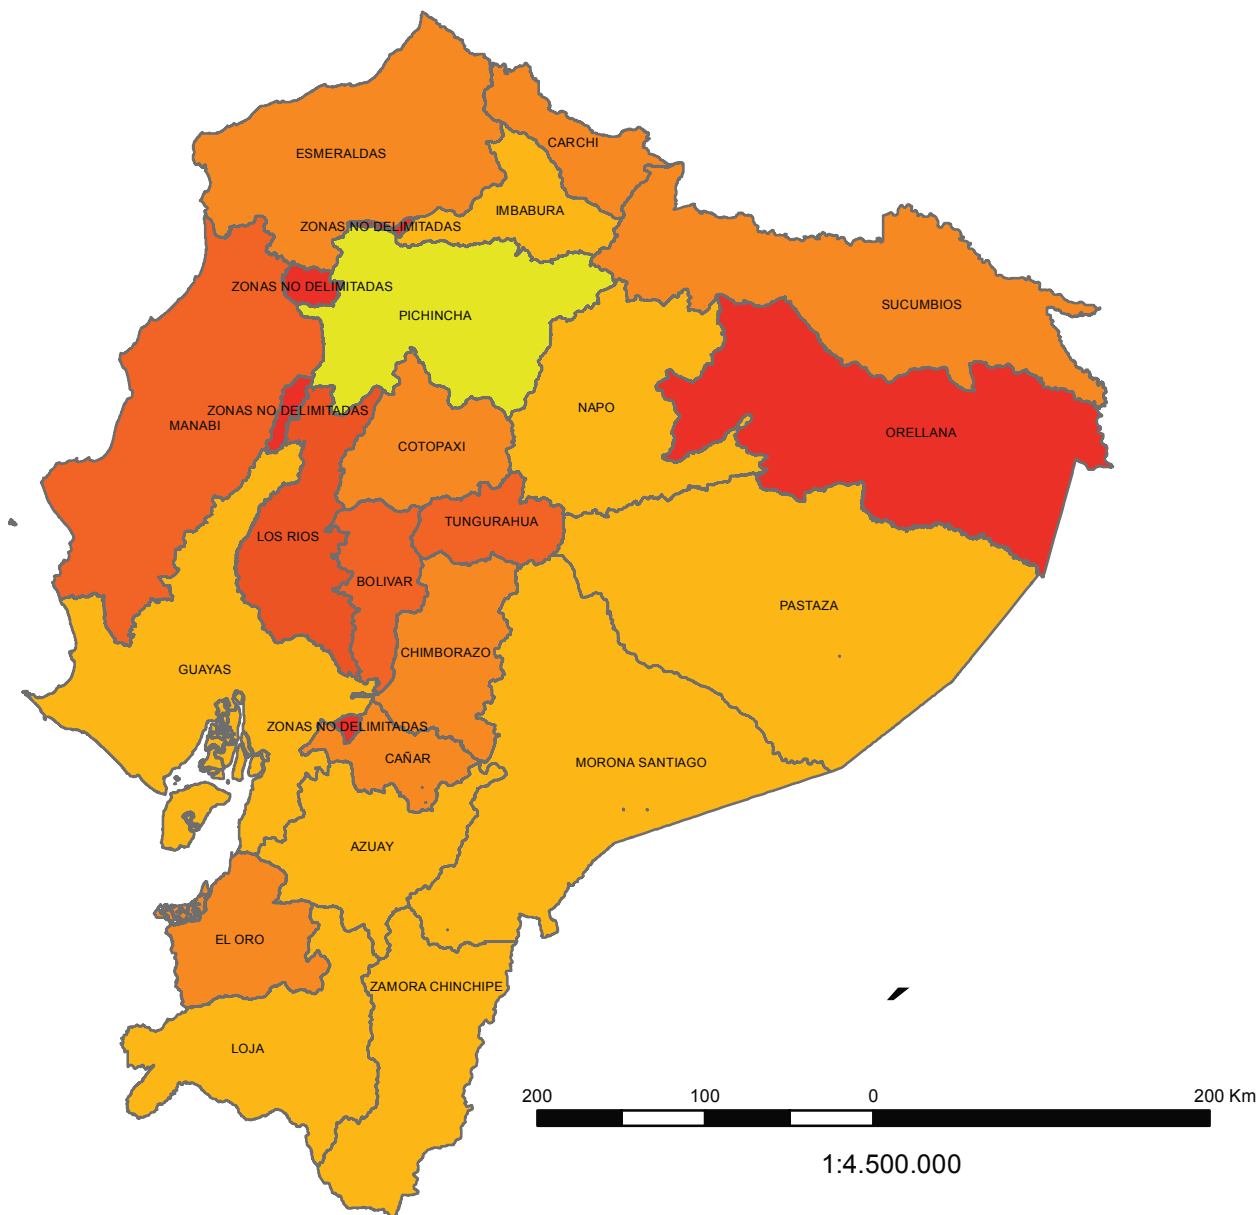 CARCHI
ESMERALDAS
IMBABURA
ZONAS NO DELIMITADAS
ZONAS NO DELIMITADAS
SUCUMBIOS
PICHINCHA
NAPO
ZONAS NO DELIMITADAS
MANABI
ORELLANA
COTOPAXI
TUNGURAHUA
LOS RIOS
BOLIVAR
PASTAZA
CHIMBORAZO
GUAYAS
ZONAS NO DELIMITADAS
CAÑAR
MORONA SANTIAGO
AZUAY
EL ORO
ZAMORA CHINCHIPE
LOJA
200 100 0 200 Km
1:4.500.000